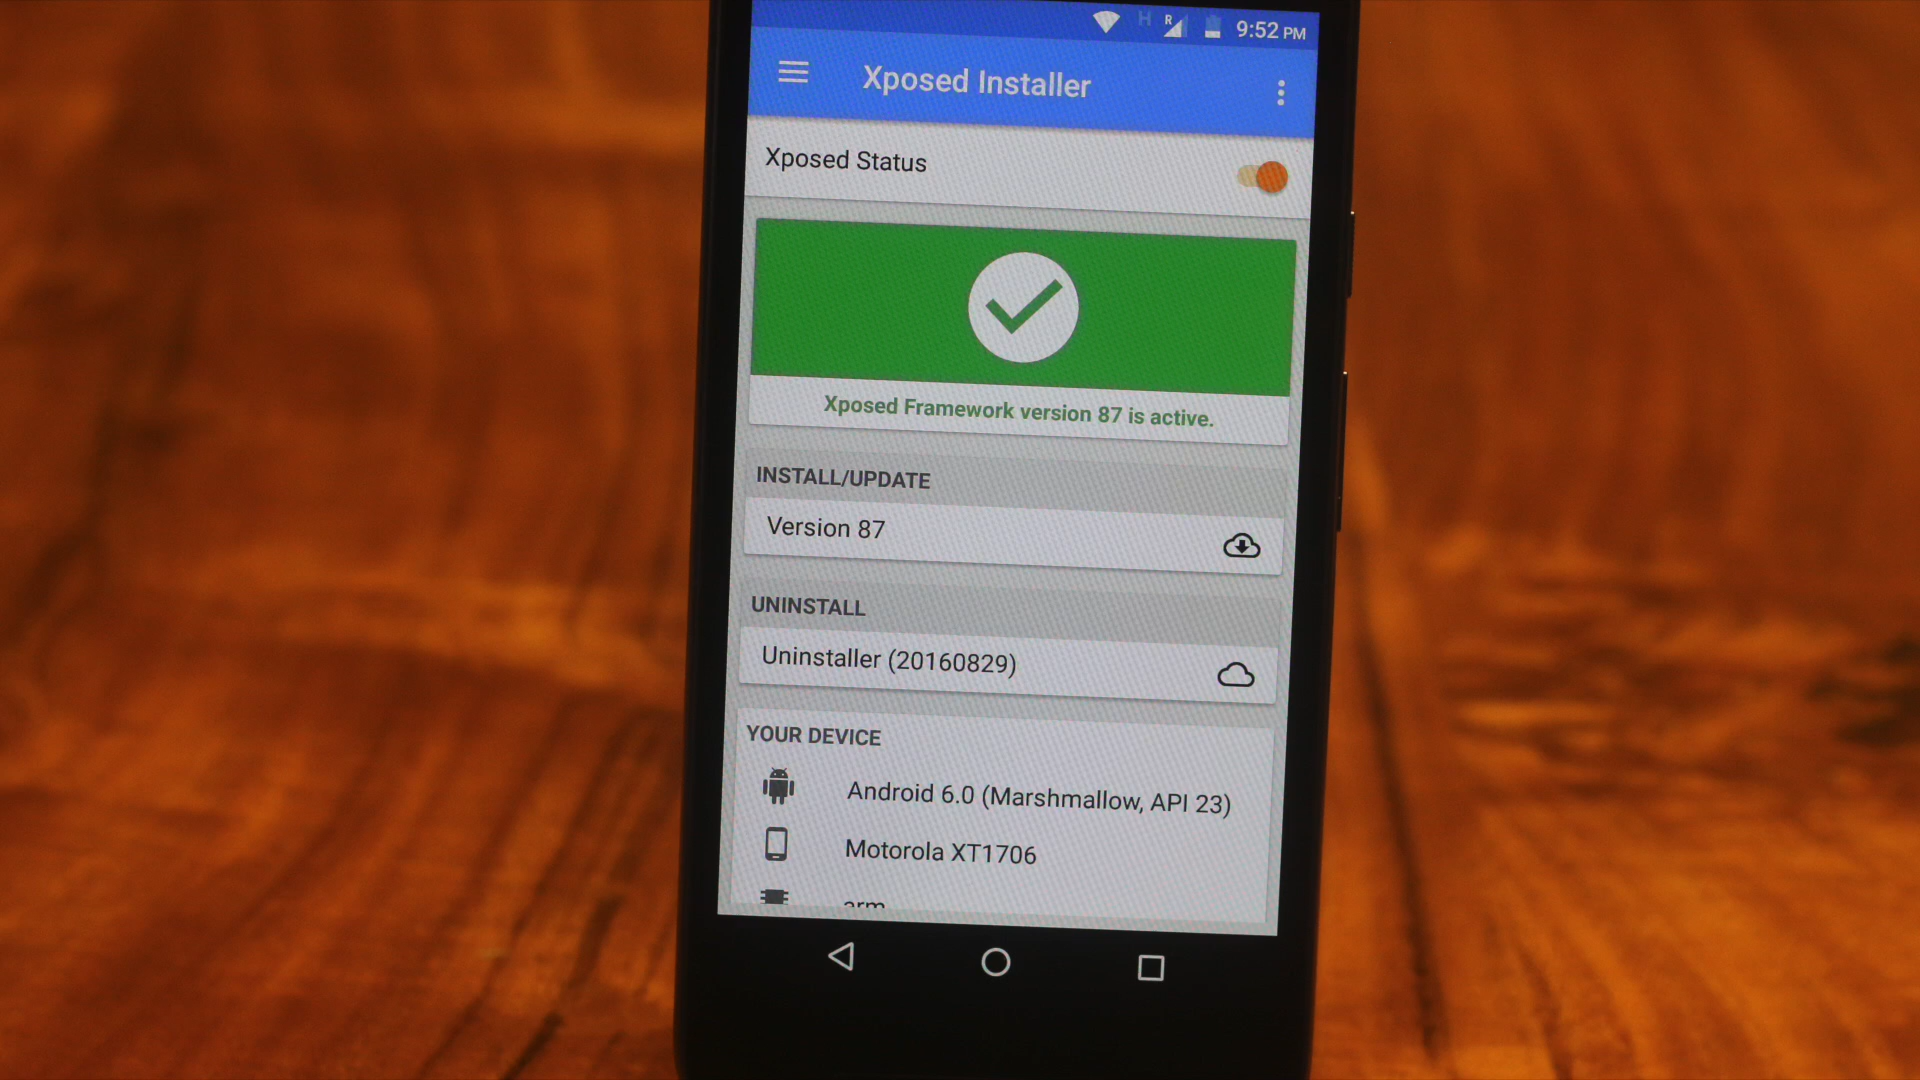 H R 9:52 PM
Xposed Installer
Xposed Status
Xposed Framework version 87 is active.
INSTALL/UPDATE
Version 87
UNINSTALL
Uninstaller (20160829)
YOUR DEVICE
Android 6.0 (Marshmallow, API 23)
Motorola XT1706
arm